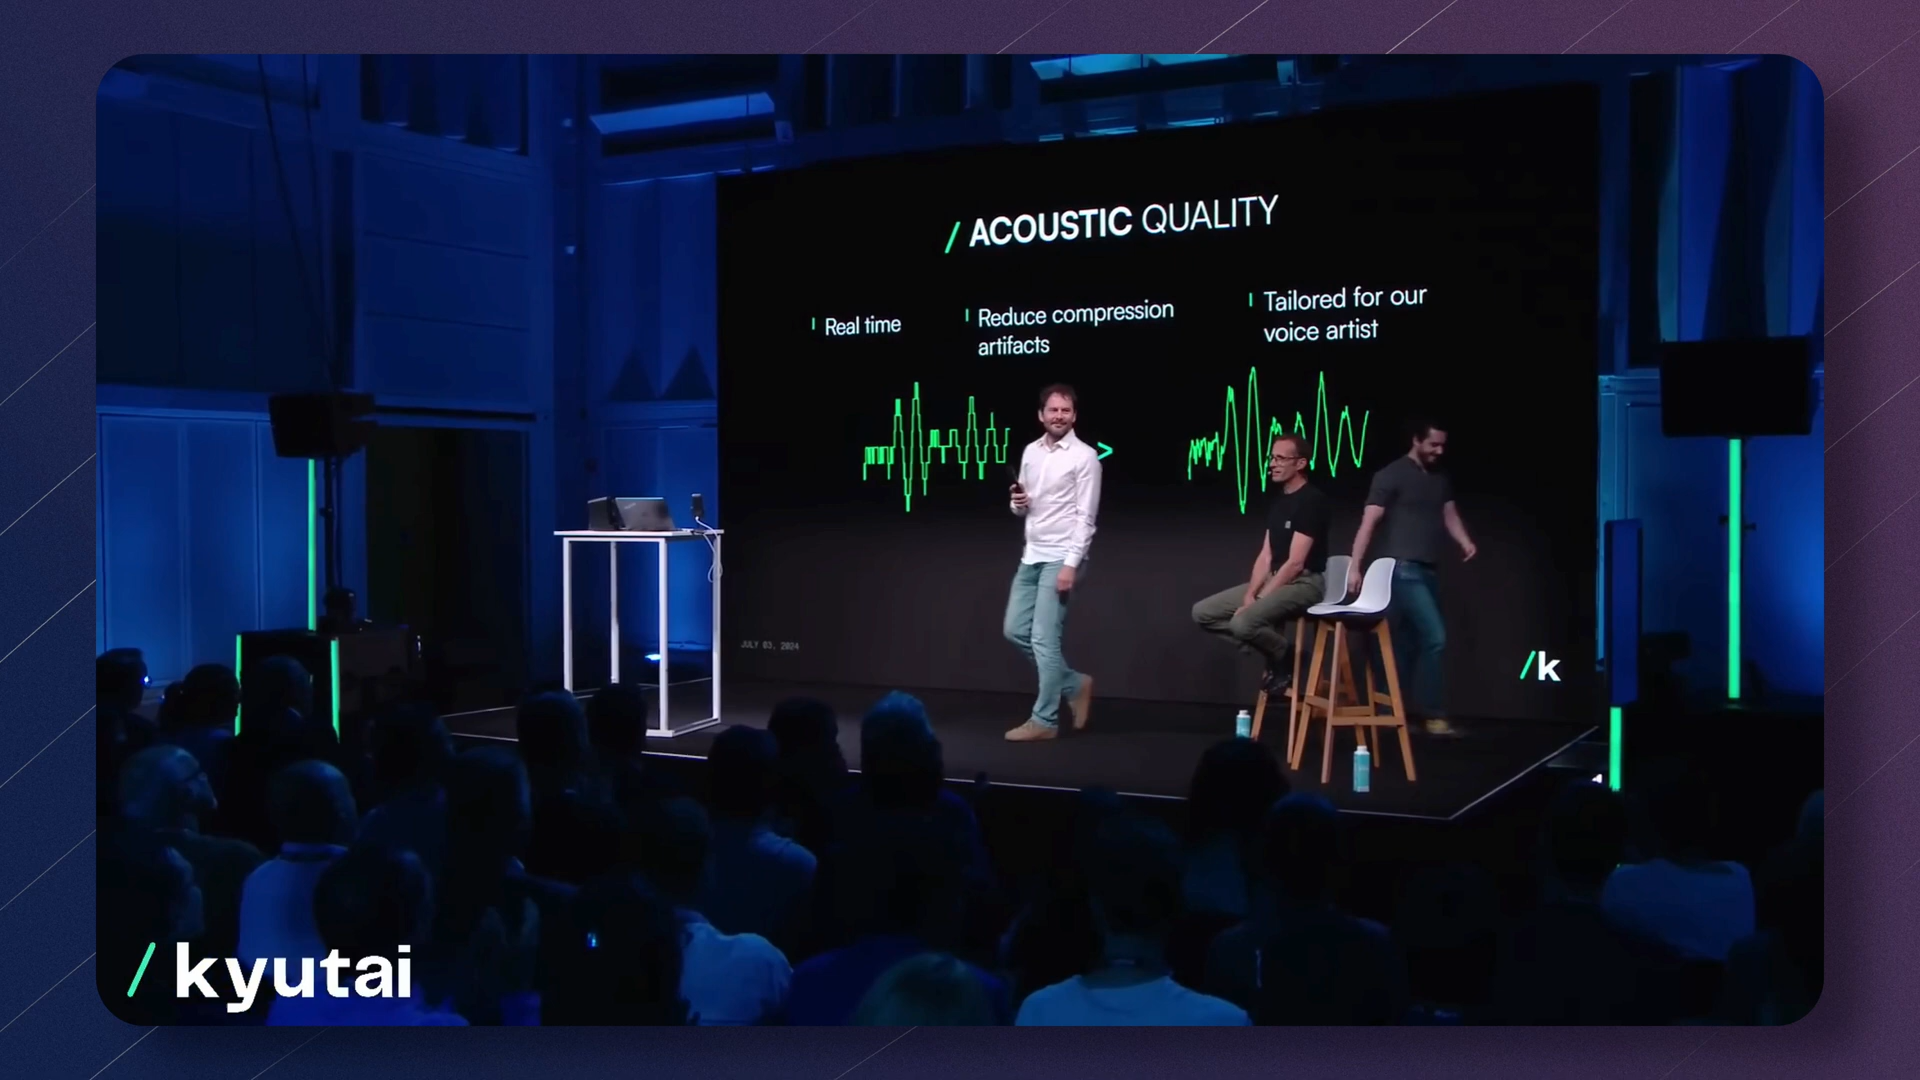 / ACOUSTIC QUALITY
Real time
Reduce compression
artifacts
Tailored for our
voice artist
>
JULY 03, 2024
/k
/ kyutai